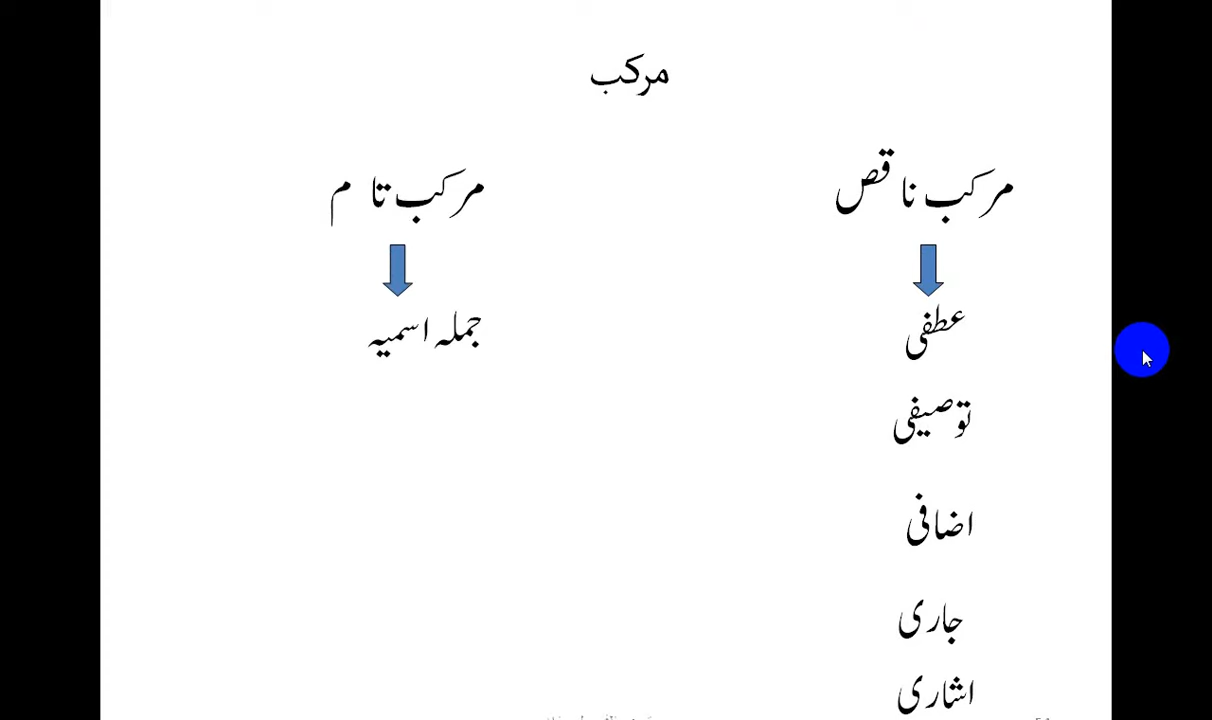 مرکب
مرکب ناقص
مرکب تام
عطفی
جملہ اسمیہ
توصیفی
اضافی
جاری
اشاری